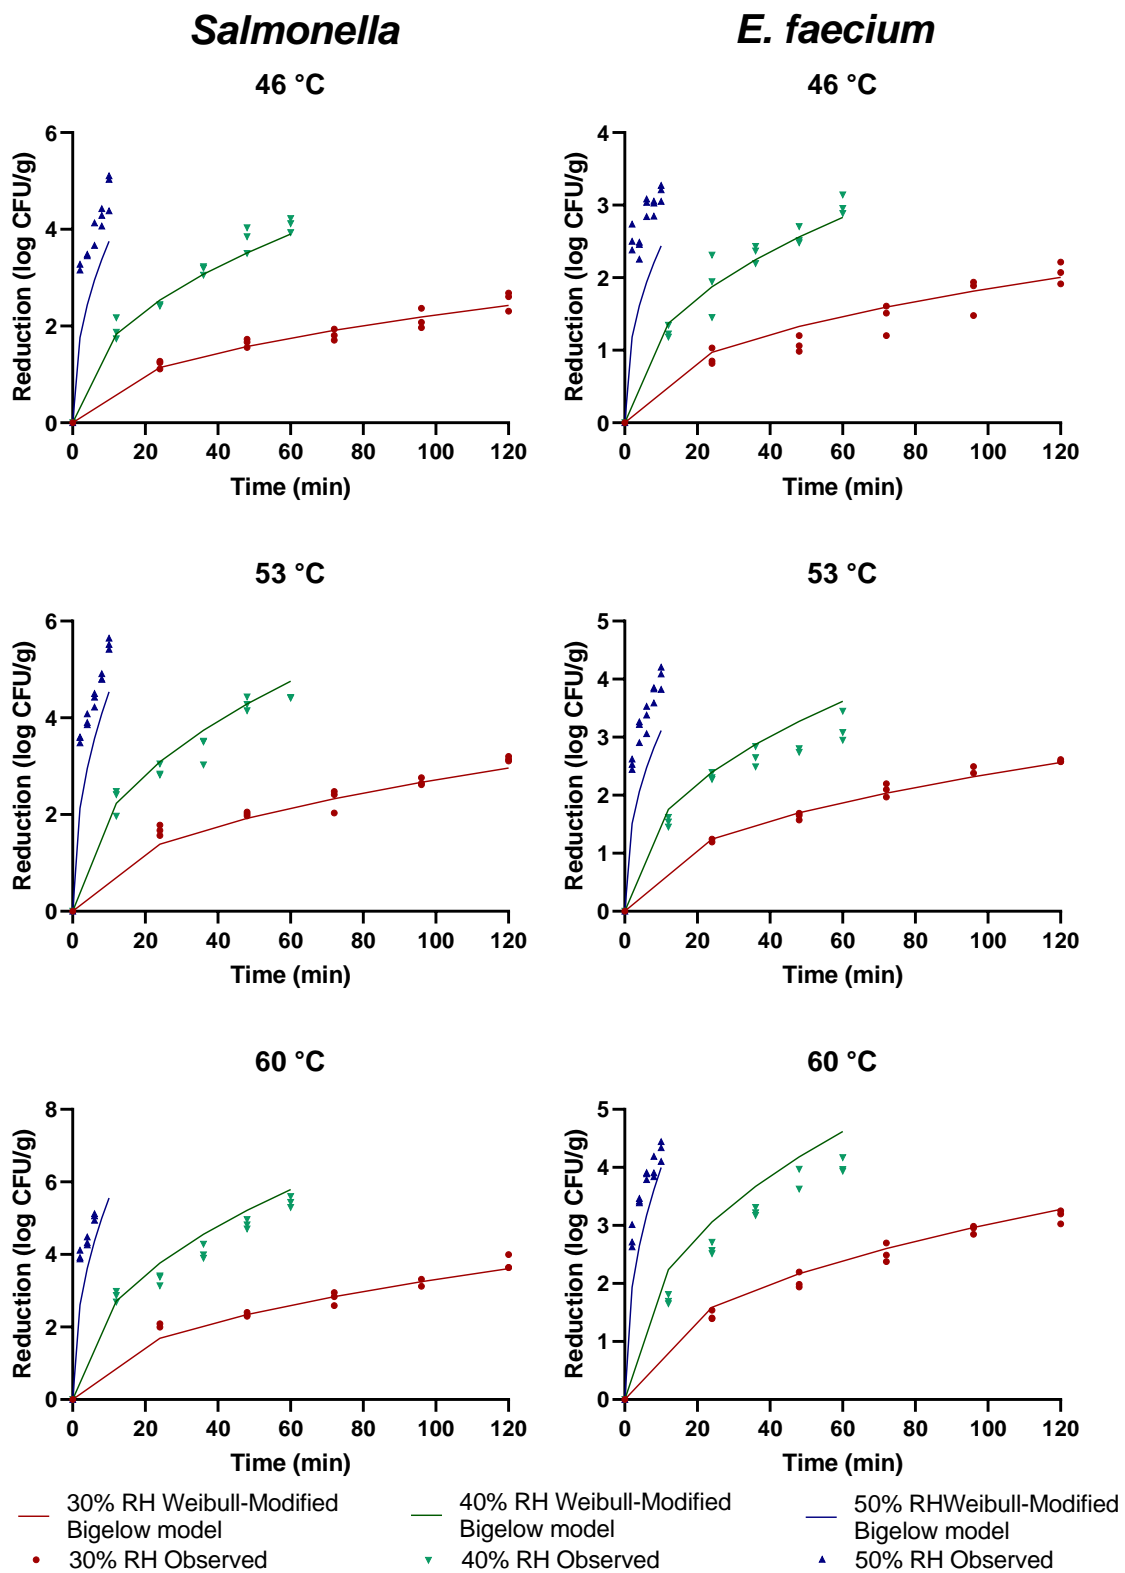 Salmonella
E. faecium
46 °C
46 °C
Reduction (log CFU/g)
6
4
2
0
0 20 40 60 80 100 120
Time (min)
Reduction (log CFU/g)
4
3
2
1
0
0 20 40 60 80 100 120
Time (min)
53 °C
53 °C
Reduction (log CFU/g)
6
4
2
0
0 20 40 60 80 100 120
Time (min)
Reduction (log CFU/g)
5
4
3
2
1
0
0 20 40 60 80 100 120
Time (min)
60 °C
60 °C
Reduction (log CFU/g)
8
6
4
2
0
0 20 40 60 80 100 120
Time (min)
Reduction (log CFU/g)
5
4
3
2
1
0
0 20 40 60 80 100 120
Time (min)
30% RH Weibull-Modified
Bigelow model
30% RH Observed
40% RH Weibull-Modified
Bigelow model
40% RH Observed
50% RHWeibull-Modified
Bigelow model
50% RH Observed